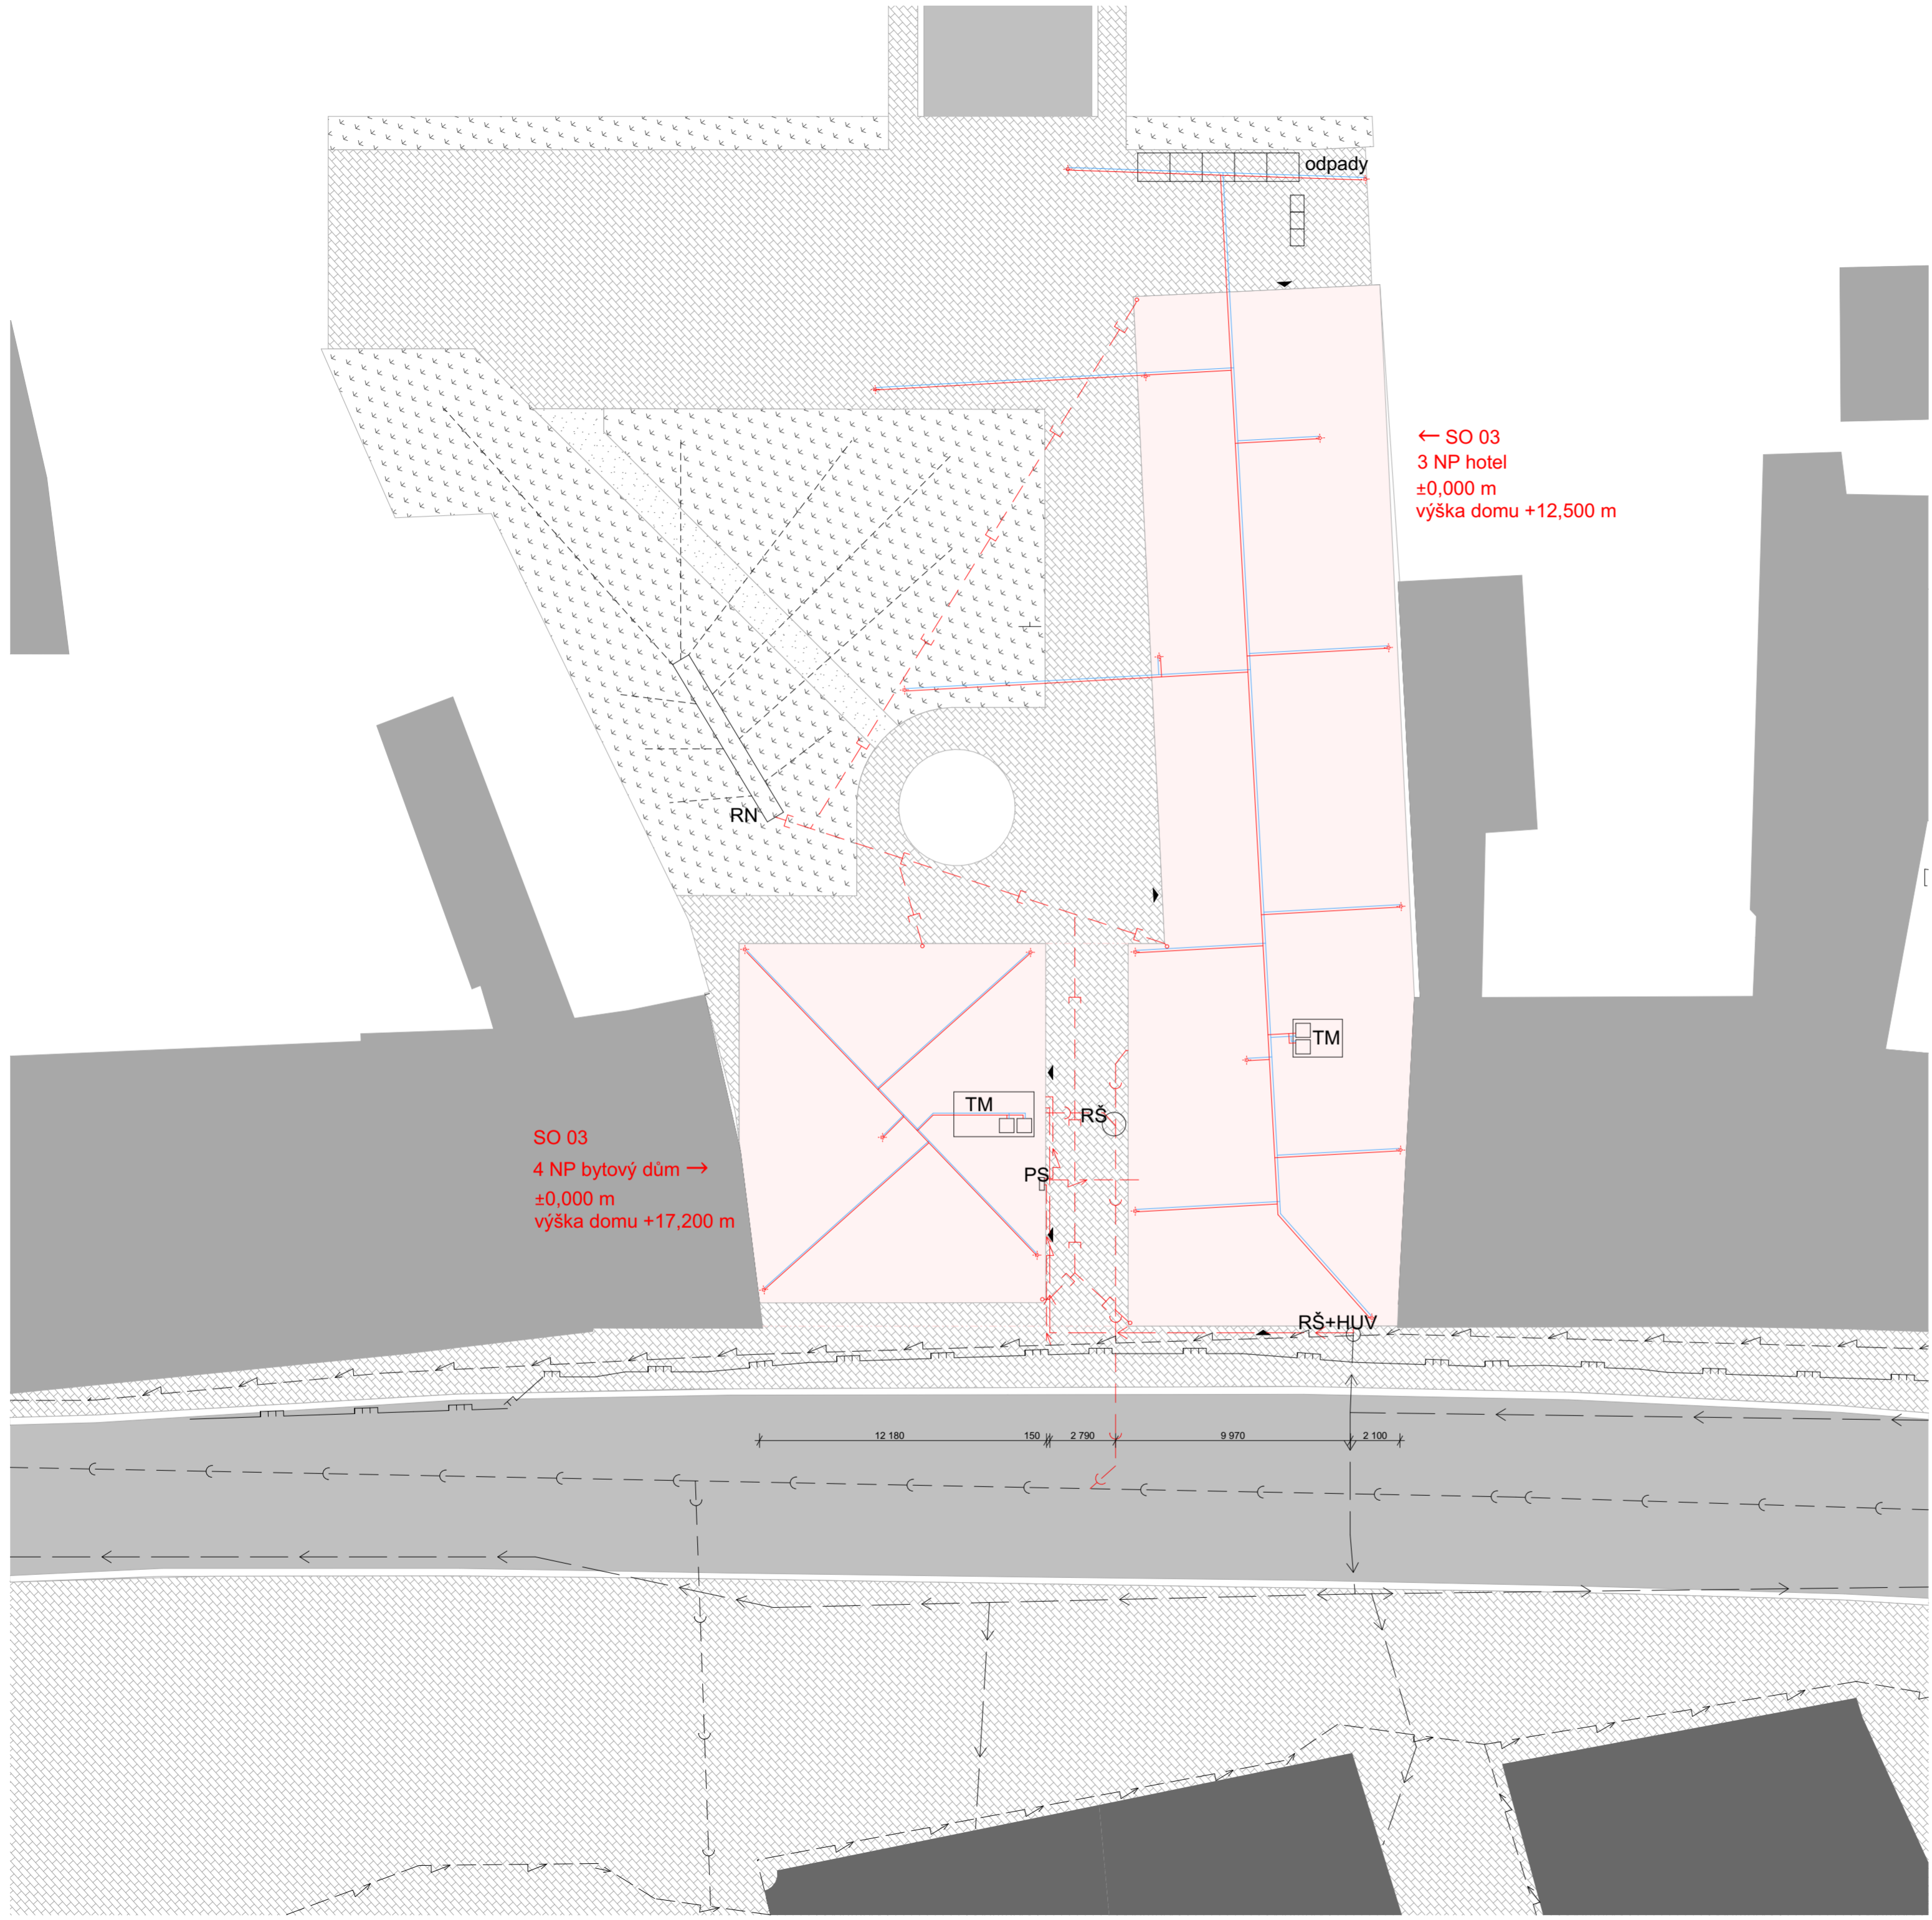 odpady
← SO 03
3 NP hotel
±0,000 m
výška domu +12,500 m
RN
TM
TM
RŠ
SO 03
4 NP bytový dům →
±0,000 m
výška domu +17,200 m
PS
RŠ+HUV
12 180
150
2 790
9 970
2 100